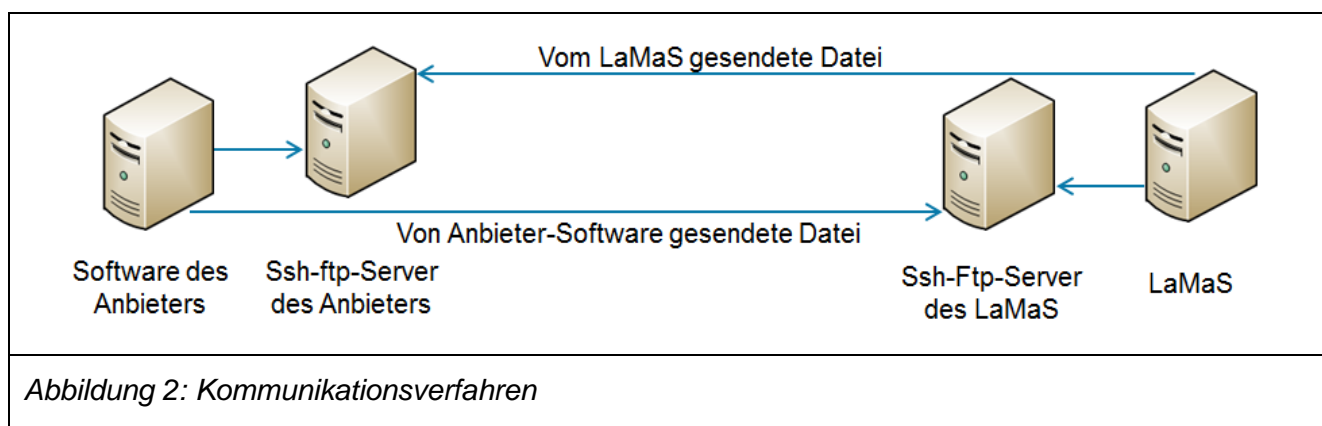 Vom LaMaS gesendete Datei
Von Anbieter-Software gesendete Datei
Software des
Anbieters
Ssh-ftp-Server
des Anbieters
Ssh-Ftp-Server
des LaMaS
LaMaS
Abbildung 2: Kommunikationsverfahren